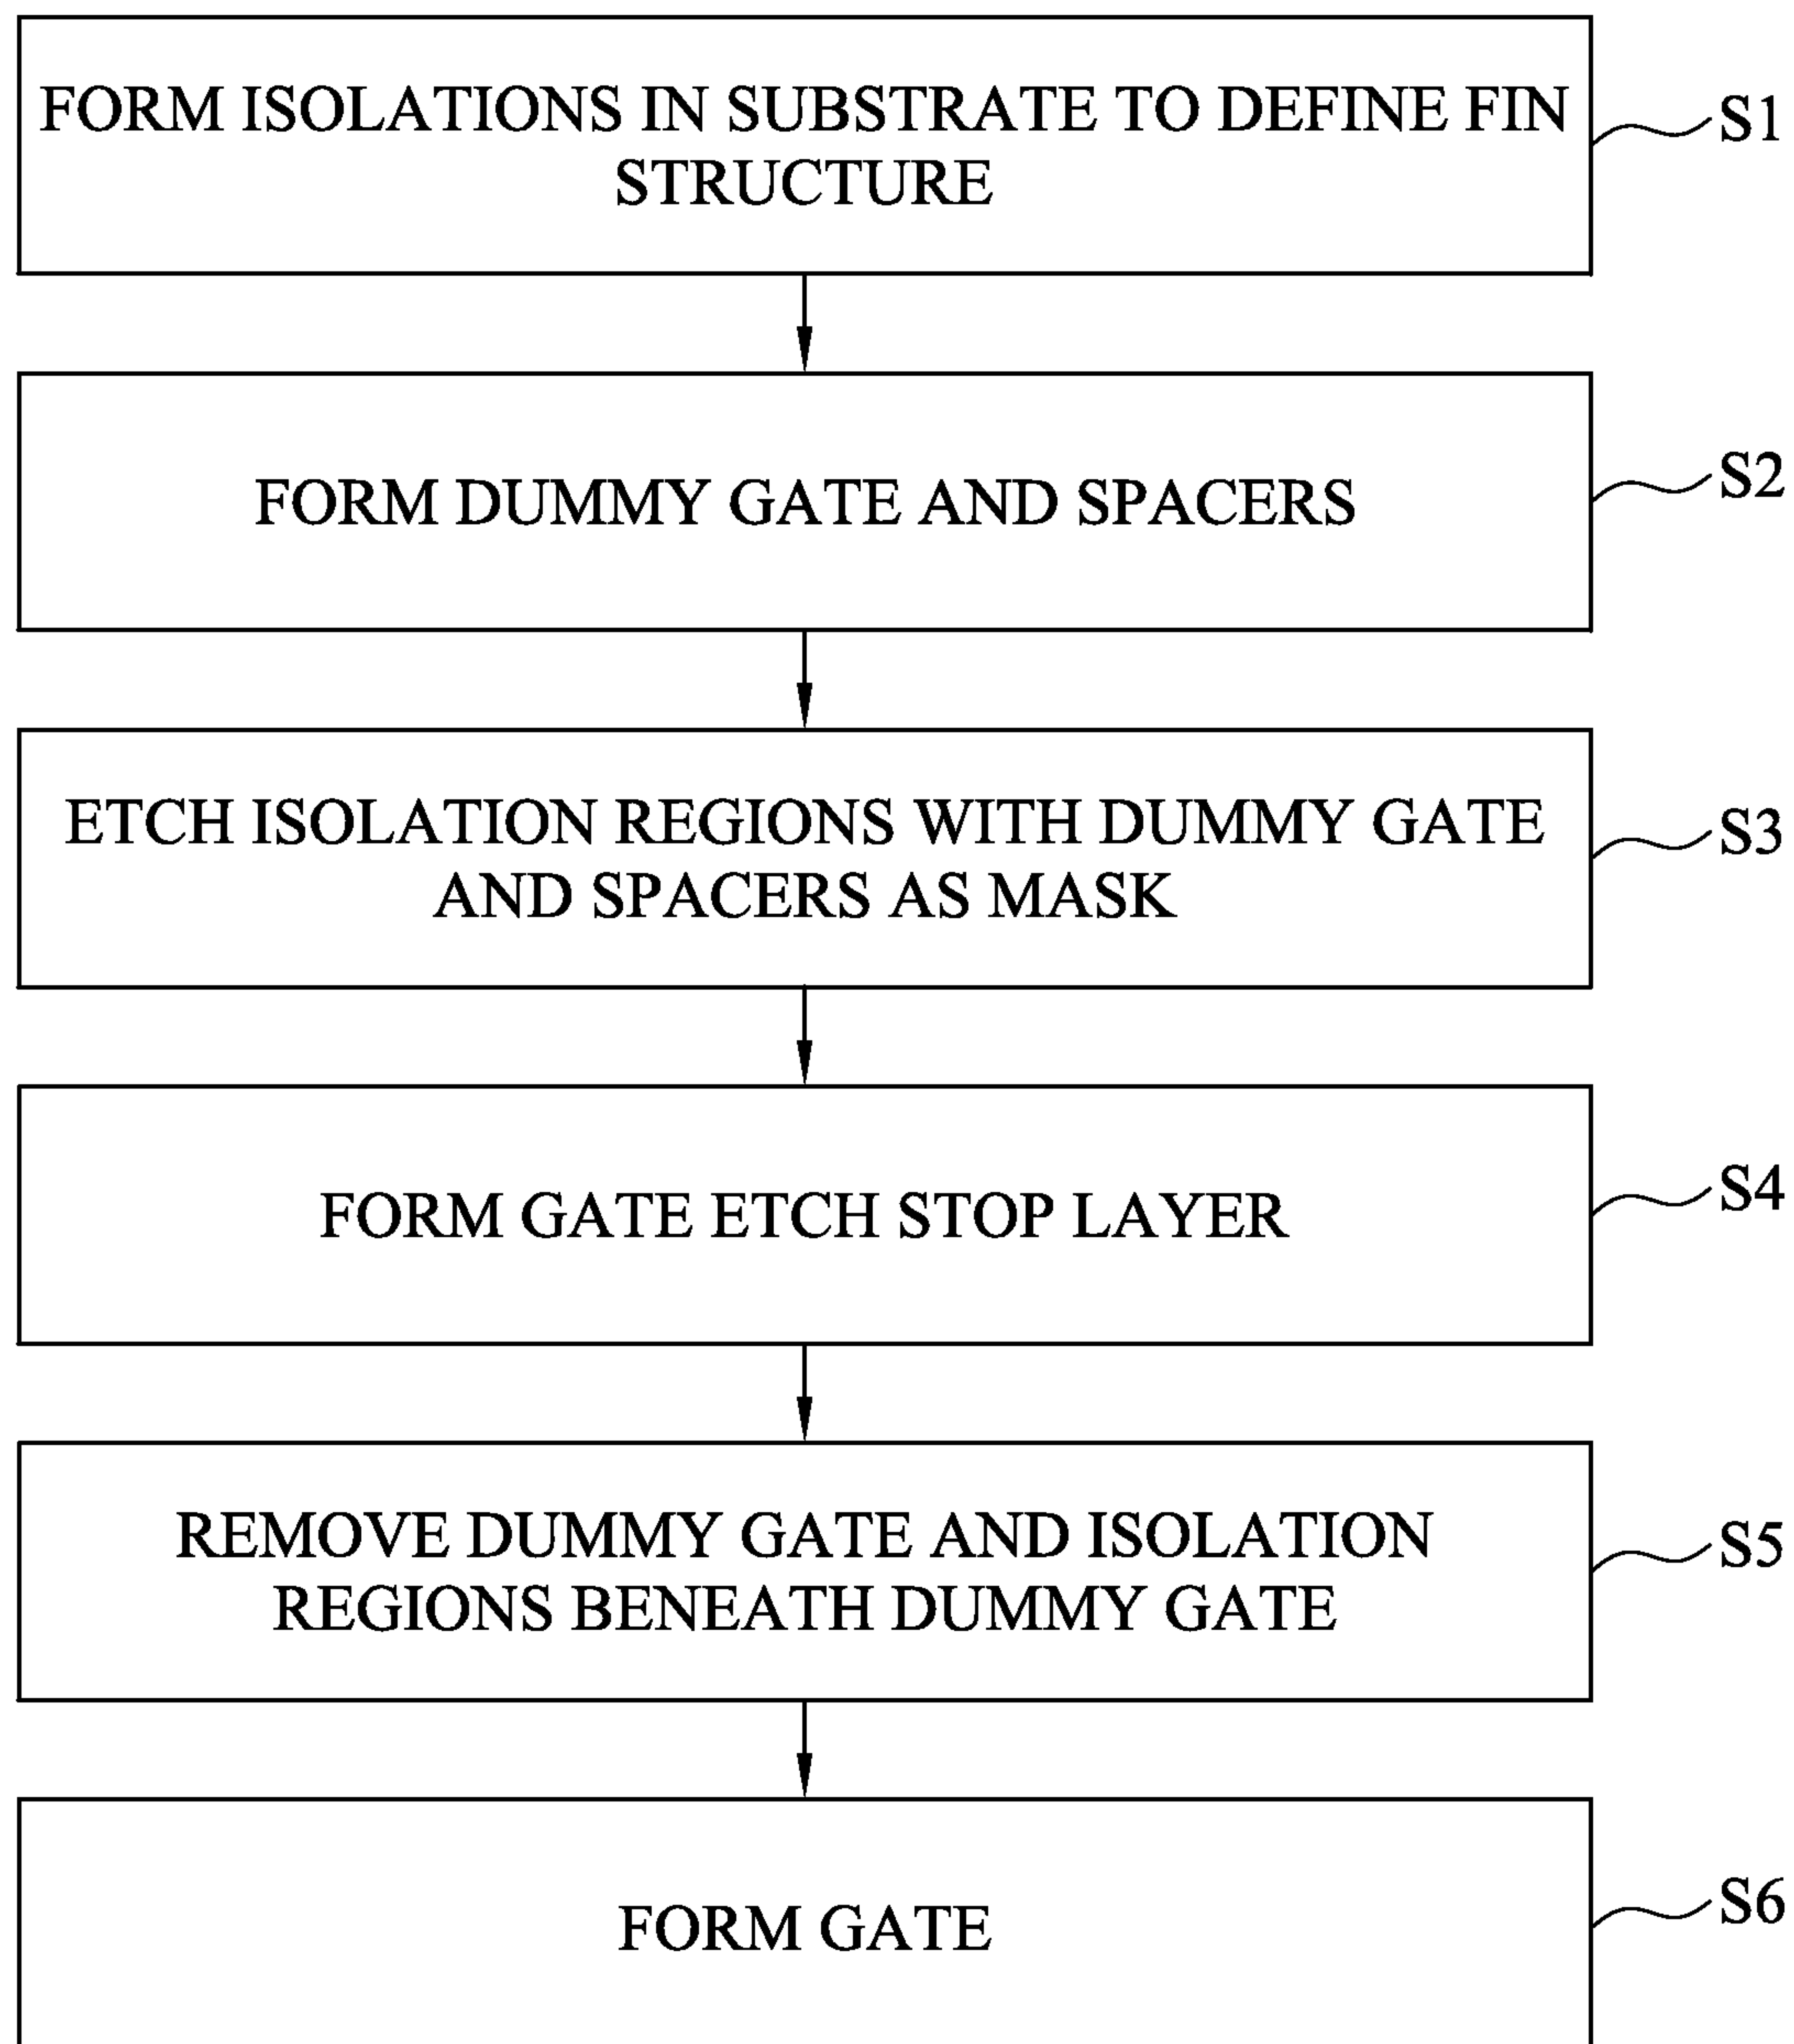 FORM ISOLATIONS IN SUBSTRATE TO DEFINE FIN
STRUCTURE
S1
FORM DUMMY GATE AND SPACERS
S2
ETCH ISOLATION REGIONS WITH DUMMY GATE
AND SPACERS AS MASK
S3
FORM GATE ETCH STOP LAYER
S4
REMOVE DUMMY GATE AND ISOLATION
REGIONS BENEATH DUMMY GATE
S5
FORM GATE
S6